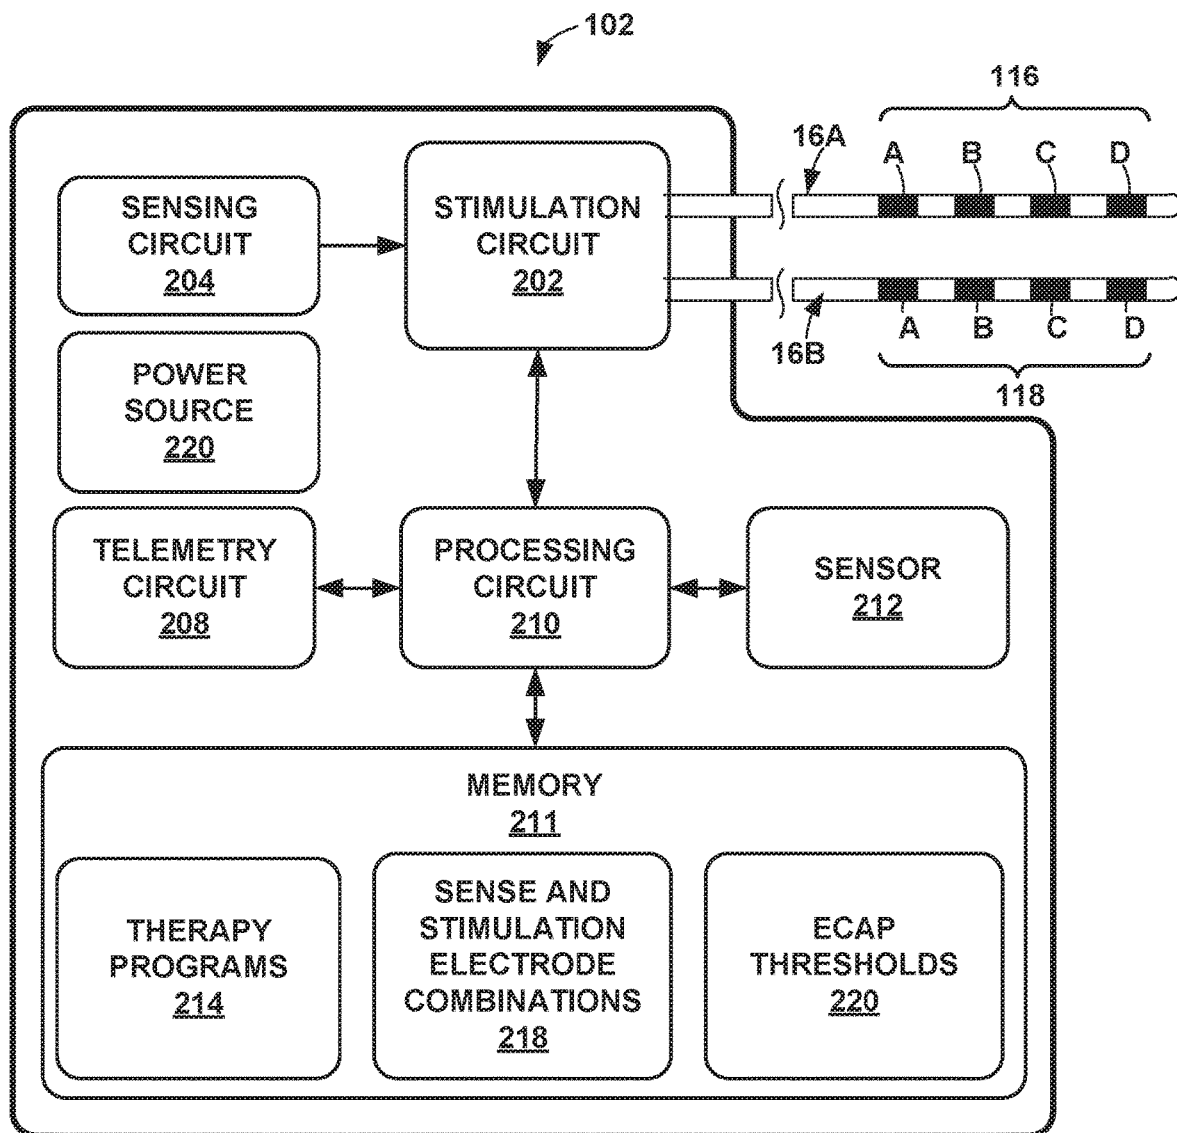 102
116
16A
A B C D
SENSING
CIRCUIT
204
STIMULATION
CIRCUIT
202
16B
A B C D
118
POWER
SOURCE
220
TELEMETRY
CIRCUIT
208
PROCESSING
CIRCUIT
210
SENSOR
212
MEMORY
211
THERAPY
PROGRAMS
214
SENSE AND
STIMULATION
ELECTRODE
COMBINATIONS
218
ECAP
THRESHOLDS
220